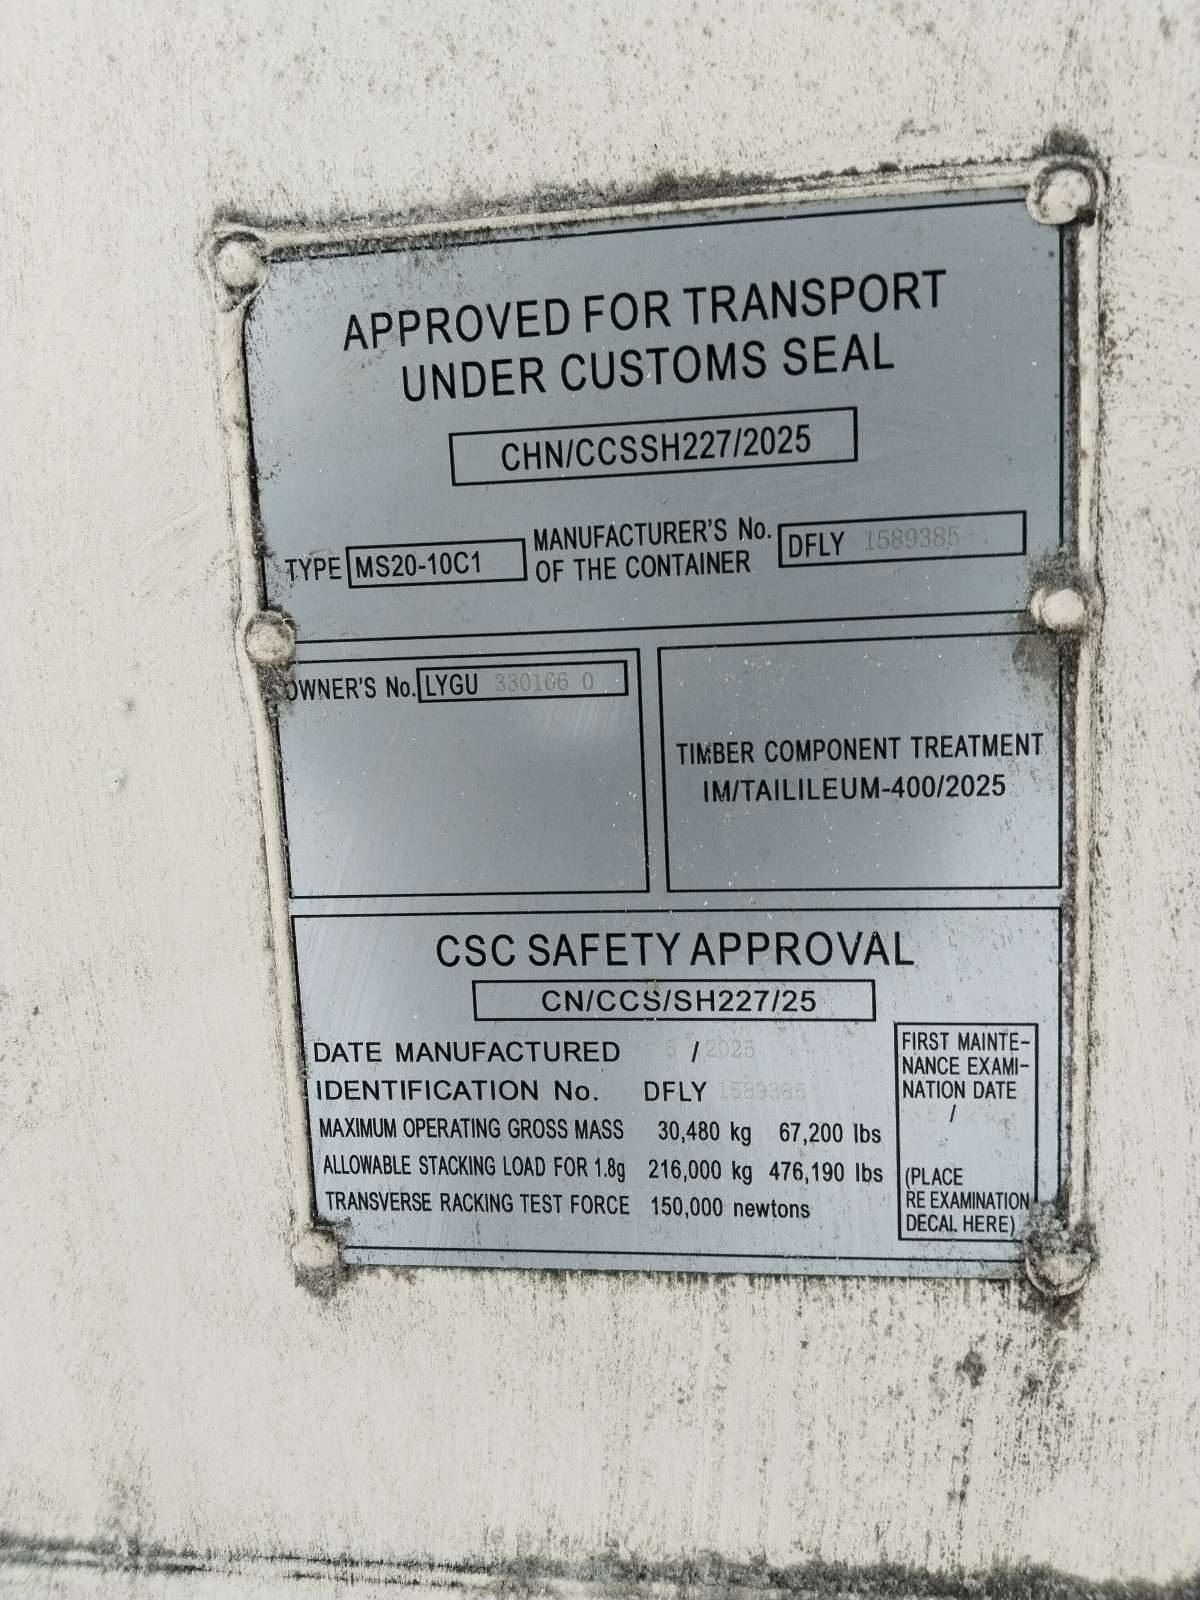 APPROVED FOR TRANSPORT
UNDER CUSTOMS SEAL
CHN/CCSSH227/2025
TYPE MS20-10C1 MANUFACTURER'S No. OF THE CONTAINER DFLY 1589385
OWNER'S No. LYGU 330166 0
TIMBER COMPONENT TREATMENT
IM/TAILILEUM-400/2025
CSC SAFETY APPROVAL
CN/CCS/SH227/25
DATE MANUFACTURED / 2025
IDENTIFICATION No. DFLY 1589385
MAXIMUM OPERATING GROSS MASS 30,480 kg 67,200 lbs
ALLOWABLE STACKING LOAD FOR 1.8g 216,000 kg 476,190 lbs
TRANSVERSE RACKING TEST FORCE 150,000 newtons
FIRST MAINTE-
NANCE EXAMI-
NATION DATE
/
(PLACE
RE EXAMINATION
DECAL HERE)